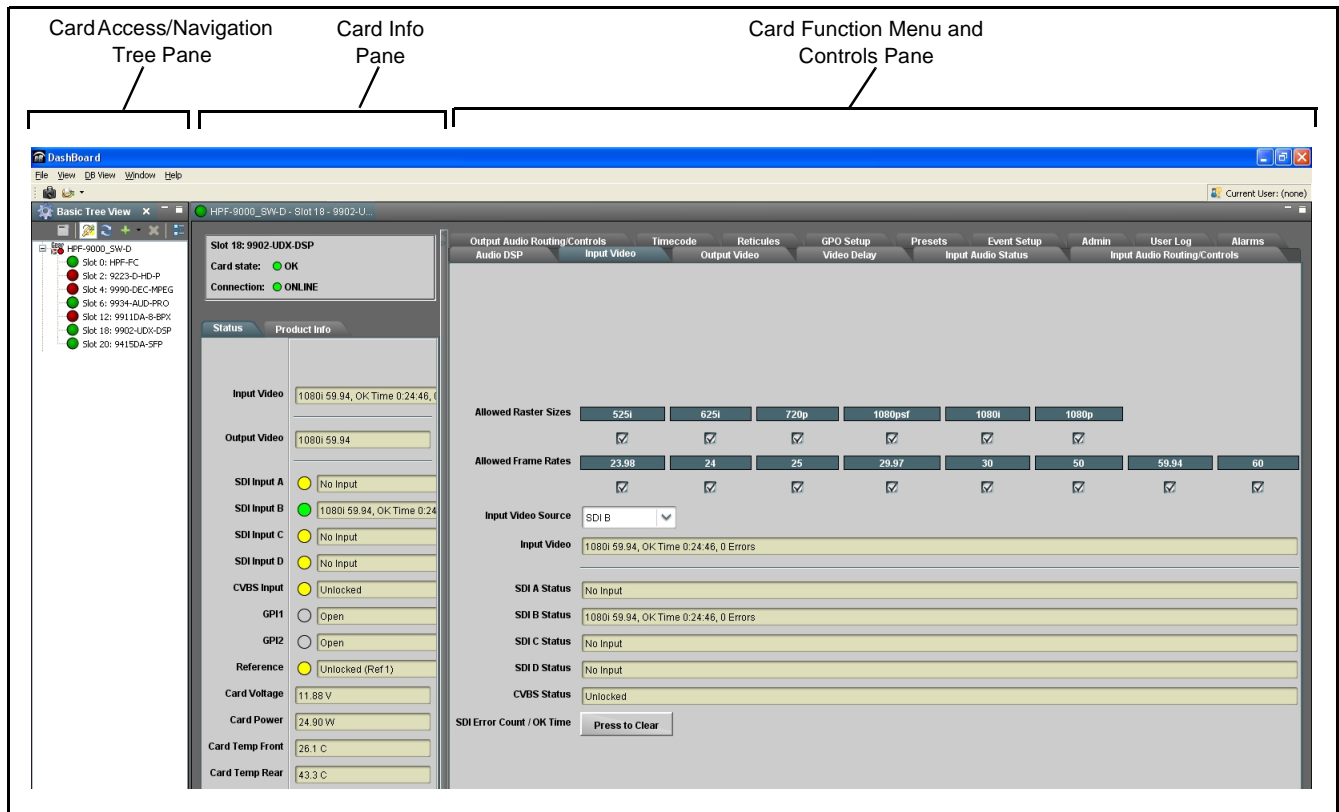 Card Access/Navigation
Tree Pane
Card Info
Pane
Card Function Menu and
Controls Pane
DashBoard
File View DB View Window Help
Current User: (none)
Basic Tree View
HPF-9000_SW-D
Slot 0: HPF-FC
Slot 2: 9223-D-HD-P
Slot 4: 9990-DEC-MPEG
Slot 6: 9934-AUD-PRO
Slot 12: 9911DA-8-BPX
Slot 18: 9902-UDX-DSP
Slot 20: 9415DA-SFP
HPF-9000_SW-D - Slot 18 - 9902-U...
Slot 18: 9902-UDX-DSP
Card state: OK
Connection: ONLINE
Status Product Info
Input Video 1080i 59.94, OK Time 0:24:46,
Output Video 1080i 59.94
SDI Input A No Input
SDI Input B 1080i 59.94, OK Time 0:24
SDI Input C No Input
SDI Input D No Input
CVBS Input Unlocked
GPI1 Open
GPI2 Open
Reference Unlocked (Ref 1)
Card Voltage 11.88 V
Card Power 24.90 W
Card Temp Front 26.1 C
Card Temp Rear 43.3 C
Output Audio Routing/Controls Timecode Reticules GPO Setup Presets Event Setup Admin User Log Alarms
Audio DSP Input Video Output Video Video Delay Input Audio Status Input Audio Routing/Controls
Allowed Raster Sizes 525i 625i 720p 1080psf 1080i 1080p
Allowed Frame Rates 23.98 24 25 29.97 30 50 59.94 60
Input Video Source SDI B
Input Video 1080i 59.94, OK Time 0:24:46, 0 Errors
SDI A Status No Input
SDI B Status 1080i 59.94, OK Time 0:24:46, 0 Errors
SDI C Status No Input
SDI D Status No Input
CVBS Status Unlocked
SDI Error Count / OK Time Press to Clear